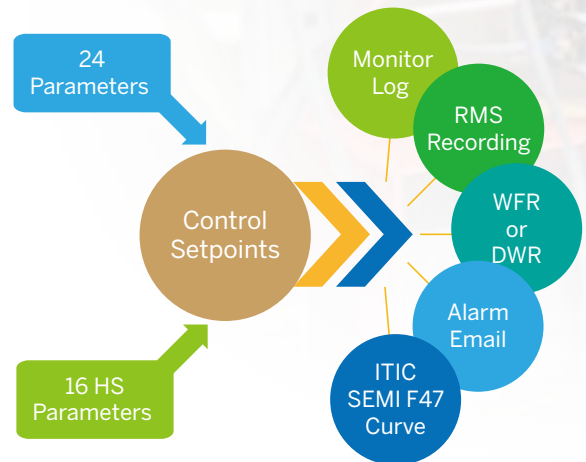 24
Parameters
Control
Setpoints
16 HS
Parameters
Monitor
Log
RMS
Recording
WFR
or
DWR
Alarm
Email
ITIC
SEMI F47
Curve